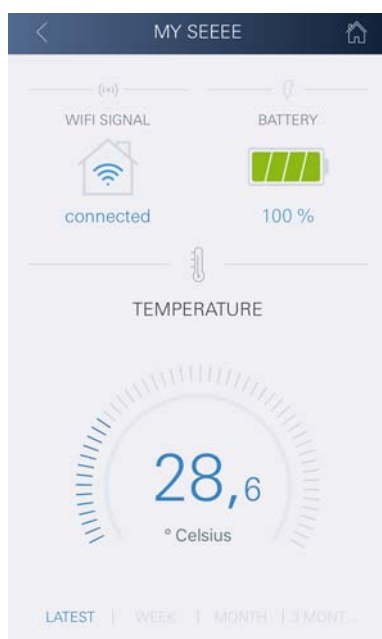 MY SEEEE
WIFI SIGNAL BATTERY
connected 100 %
TEMPERATURE
28,6
° Celsius
LATEST | WEEK | MONTH | 3 MONT...